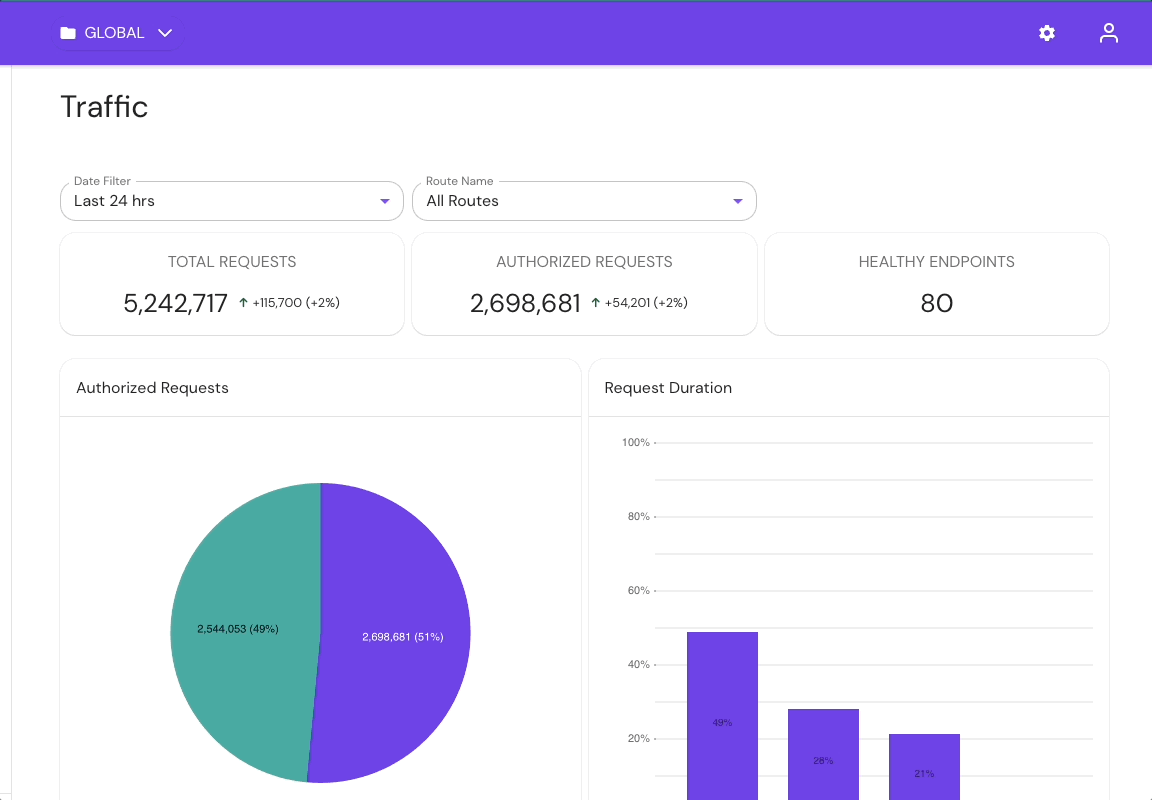 GLOBAL
Traffic
Date Filter
Last 24 hrs
Route Name
All Routes
TOTAL REQUESTS
5,242,717 ↑ +115,700 (+2%)
AUTHORIZED REQUESTS
2,698,681 ↑ +54,201 (+2%)
HEALTHY ENDPOINTS
80
Authorized Requests
2,544,053 (49%)
2,698,681 (51%)
Request Duration
100%
80%
60%
40%
20%
49%
28%
21%